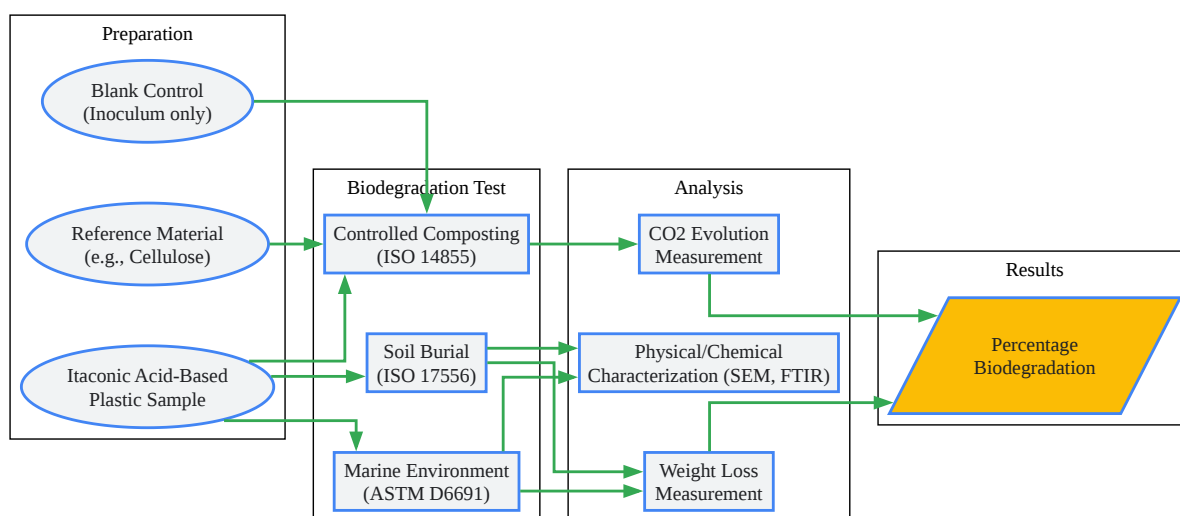 Preparation
Blank Control
(Inoculum only)
Reference Material
(e.g., Cellulose)
Itaconic Acid-Based
Plastic Sample
Biodegradation Test
Controlled Composting
(ISO 14855)
Soil Burial
(ISO 17556)
Marine Environment
(ASTM D6691)
Analysis
CO2 Evolution
Measurement
Physical/Chemical
Characterization (SEM, FTIR)
Weight Loss
Measurement
Results
Percentage
Biodegradation